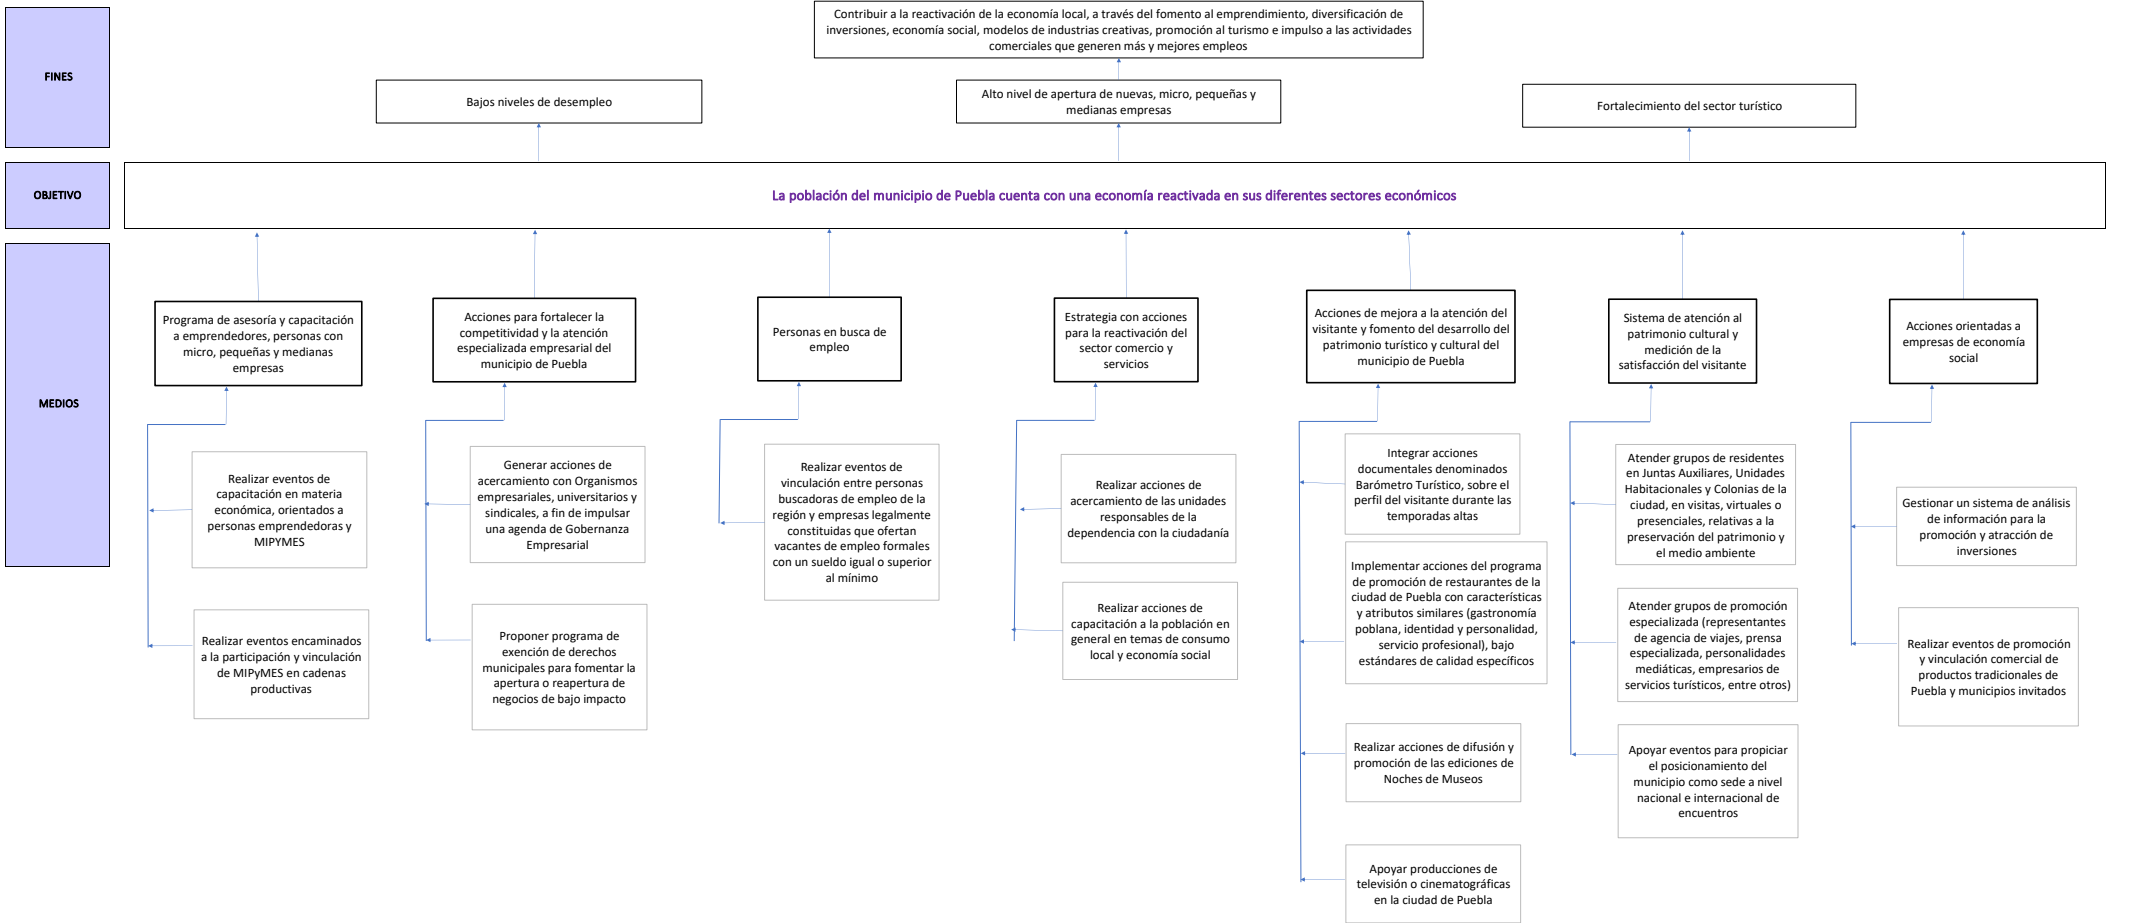 FINES
Contribuir a la reactivación de la economía local, a través del fomento al emprendimiento, diversificación de
inversiones, economía social, modelos de industrias creativas, promoción al turismo e impulso a las actividades
comerciales que generen más y mejores empleos
Bajos niveles de desempleo
Alto nivel de apertura de nuevas, micro, pequeñas y
medianas empresas
Fortalecimiento del sector turístico
OBJETIVO
La población del municipio de Puebla cuenta con una economía reactivada en sus diferentes sectores económicos
MEDIOS
Programa de asesoría y capacitación
a emprendedores, personas con
micro, pequeñas y medianas
empresas
Realizar eventos de
capacitación en materia
económica, orientados a
personas emprendedoras y
MIPYMES
Realizar eventos encaminados
a la participación y vinculación
de MIPyMES en cadenas
productivas
Acciones para fortalecer la
competitividad y la atención
especializada empresarial del
municipio de Puebla
Generar acciones de
acercamiento con Organismos
empresariales, universitarios y
sindicales, a fin de impulsar
una agenda de Gobernanza
Empresarial
Proponer programa de
exención de derechos
municipales para fomentar la
apertura o reapertura de
negocios de bajo impacto
Personas en busca de
empleo
Realizar eventos de
vinculación entre personas
buscadoras de empleo de la
región y empresas legalmente
constituidas que ofertan
vacantes de empleo formales
con un sueldo igual o superior
al mínimo
Estrategia con acciones
para la reactivación del
sector comercio y
servicios
Realizar acciones de
acercamiento de las unidades
responsables de la
dependencia con la ciudadanía
Realizar acciones de
capacitación a la población en
general en temas de consumo
local y economía social
Acciones de mejora a la atención del
visitante y fomento del desarrollo del
patrimonio turístico y cultural del
municipio de Puebla
Integrar acciones
documentales denominados
Barómetro Turístico, sobre el
perfil del visitante durante las
temporadas altas
Implementar acciones del programa
de promoción de restaurantes de la
ciudad de Puebla con características
y atributos similares (gastronomía
poblana, identidad y personalidad,
servicio profesional), bajo
estándares de calidad específicos
Realizar acciones de difusión y
promoción de las ediciones de
Noches de Museos
Apoyar producciones de
televisión o cinematográficas
en la ciudad de Puebla
Sistema de atención al
patrimonio cultural y
medición de la
satisfacción del visitante
Atender grupos de residentes
en Juntas Auxiliares, Unidades
Habitacionales y Colonias de la
ciudad, en visitas, virtuales o
presenciales, relativas a la
preservación del patrimonio y
el medio ambiente
Atender grupos de promoción
especializada (representantes
de agencia de viajes, prensa
especializada, personalidades
mediáticas, empresarios de
servicios turísticos, entre otros)
Apoyar eventos para propiciar
el posicionamiento del
municipio como sede a nivel
nacional e internacional de
encuentros
Acciones orientadas a
empresas de economía
social
Gestionar un sistema de análisis
de información para la
promoción y atracción de
inversiones
Realizar eventos de promoción
y vinculación comercial de
productos tradicionales de
Puebla y municipios invitados